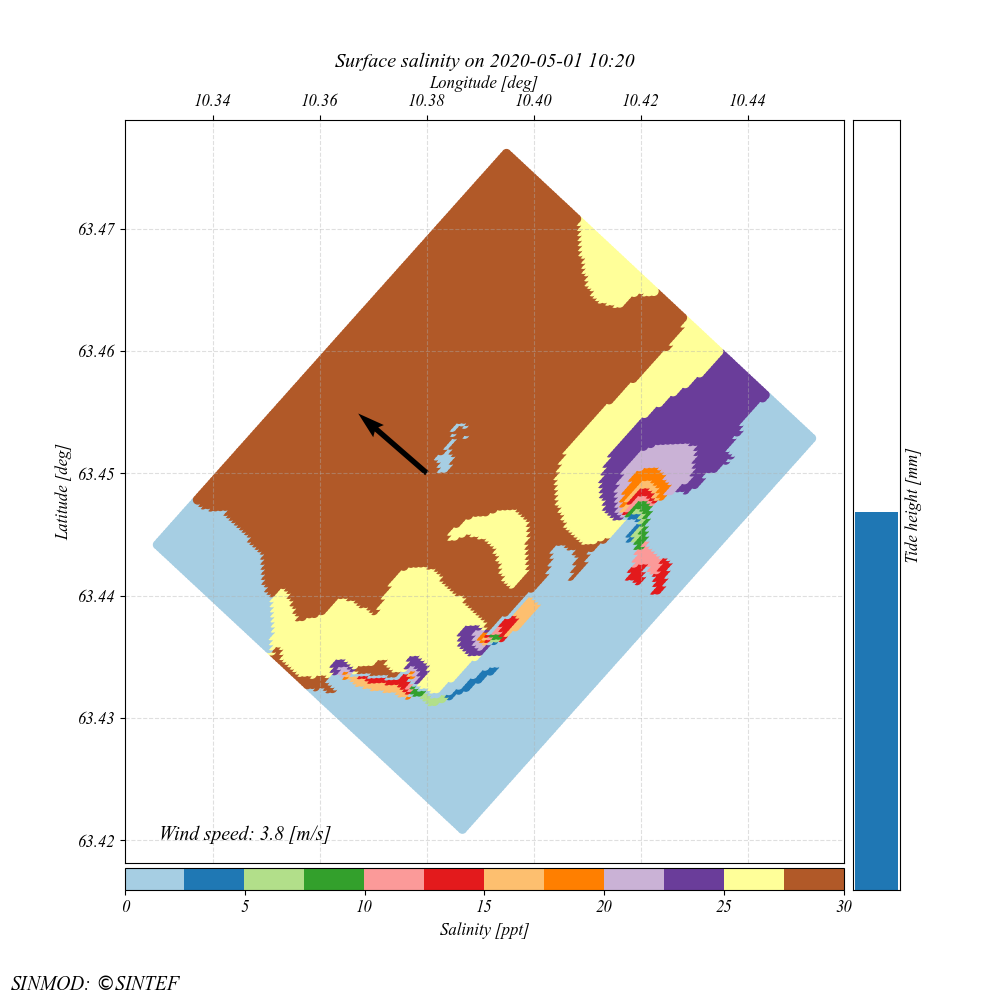 Surface salinity on 2020-05-01 10:20
Longitude [deg]
10.34 10.36 10.38 10.40 10.42 10.44
63.47
63.46
63.45
63.44
63.43
63.42
Latitude [deg]
Tide height [mm]
Wind speed: 3.8 [m/s]
0 5 10 15 20 25 30
Salinity [ppt]
SINMOD: ©SINTEF